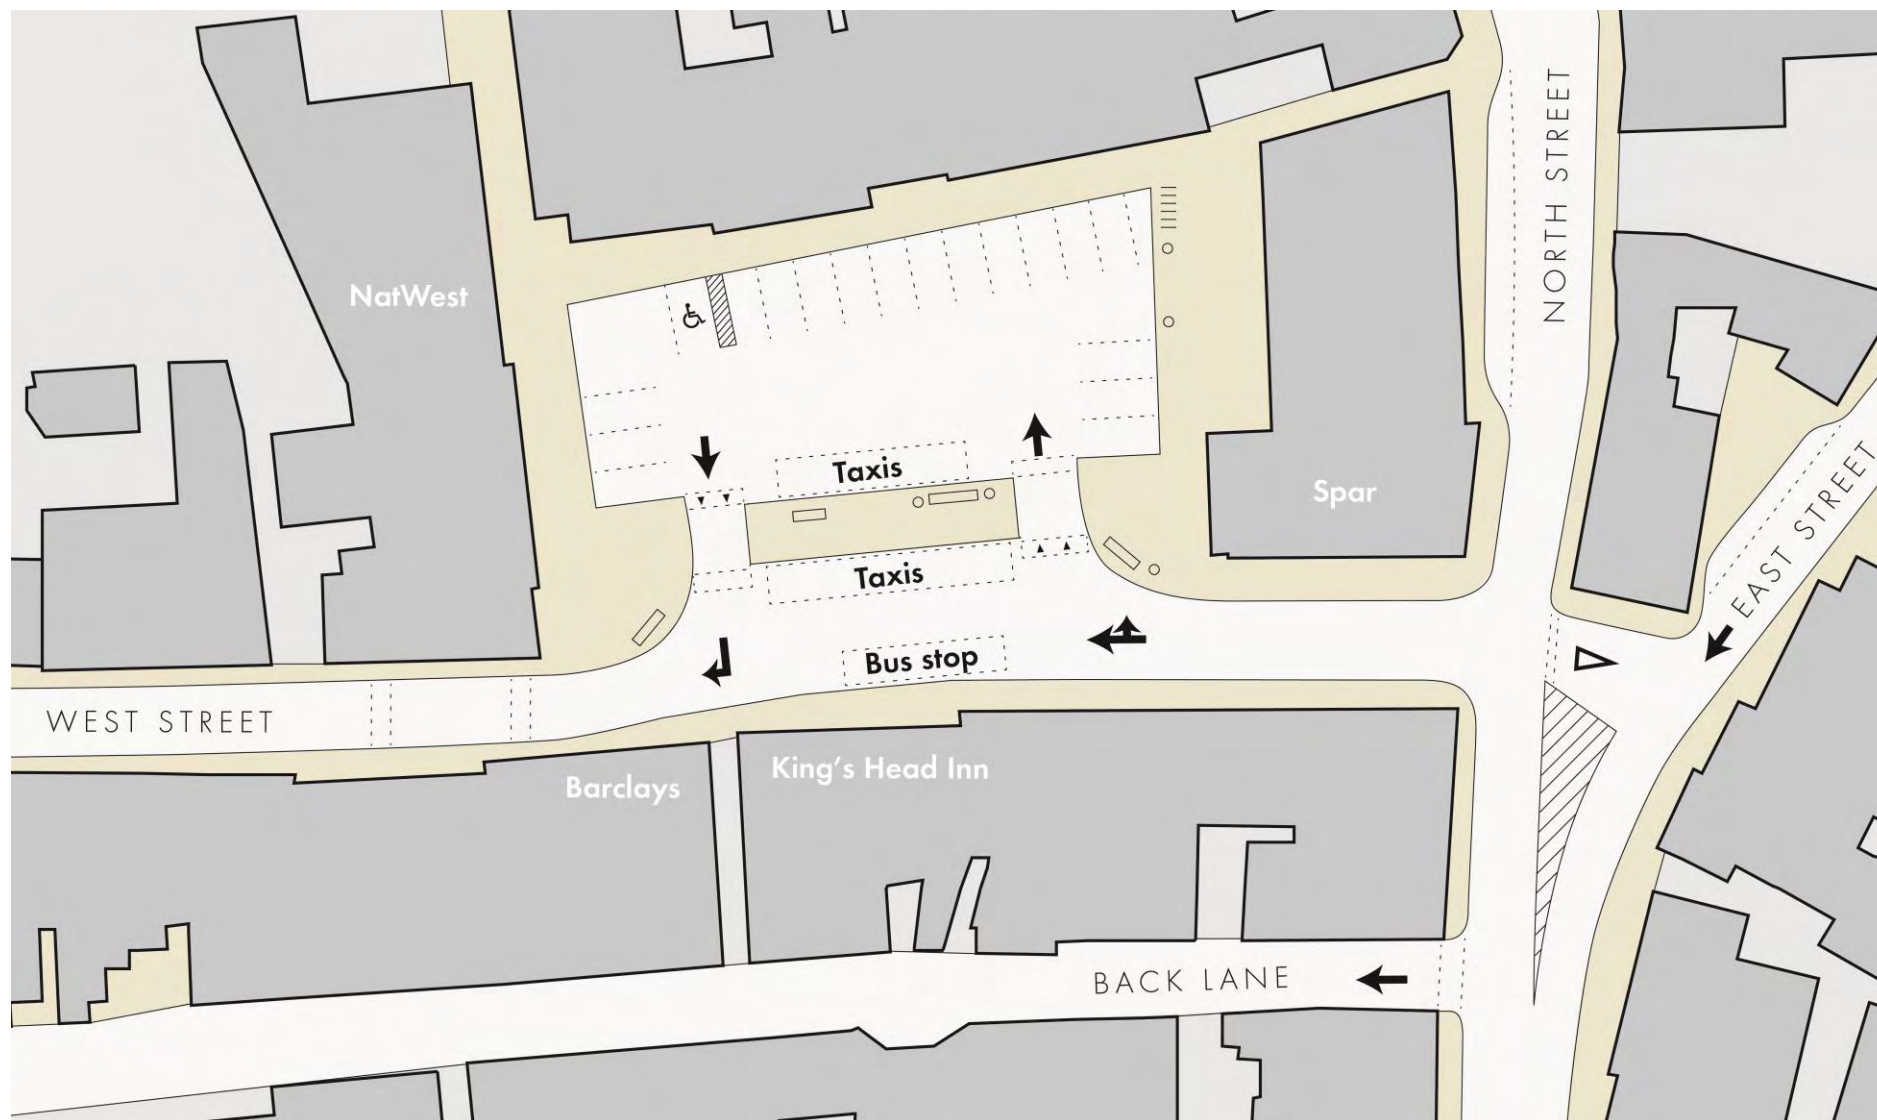 NORTH STREET
NatWest
Taxis
Spar
Taxis
EAST STREET
Bus stop
WEST STREET
Barclays
King's Head Inn
BACK LANE